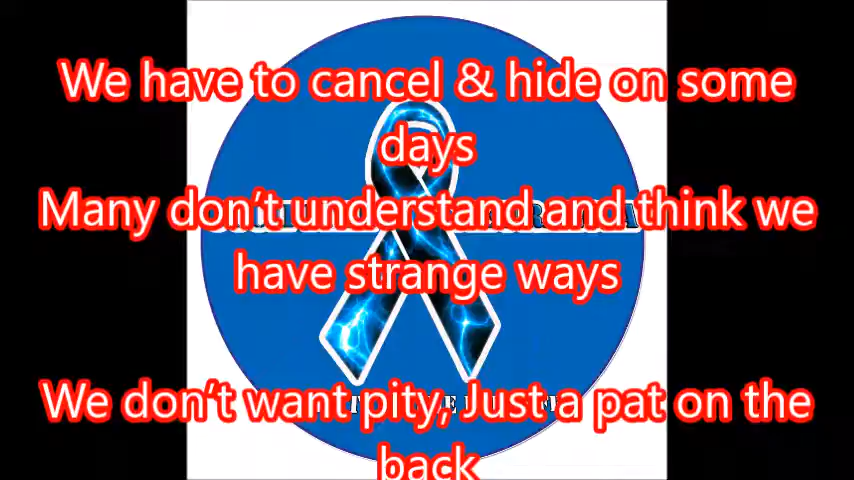 We have to cancel & hide on some
days
Many don't understand and think we
have strange ways
We don't want pity, Just a pat on the
back